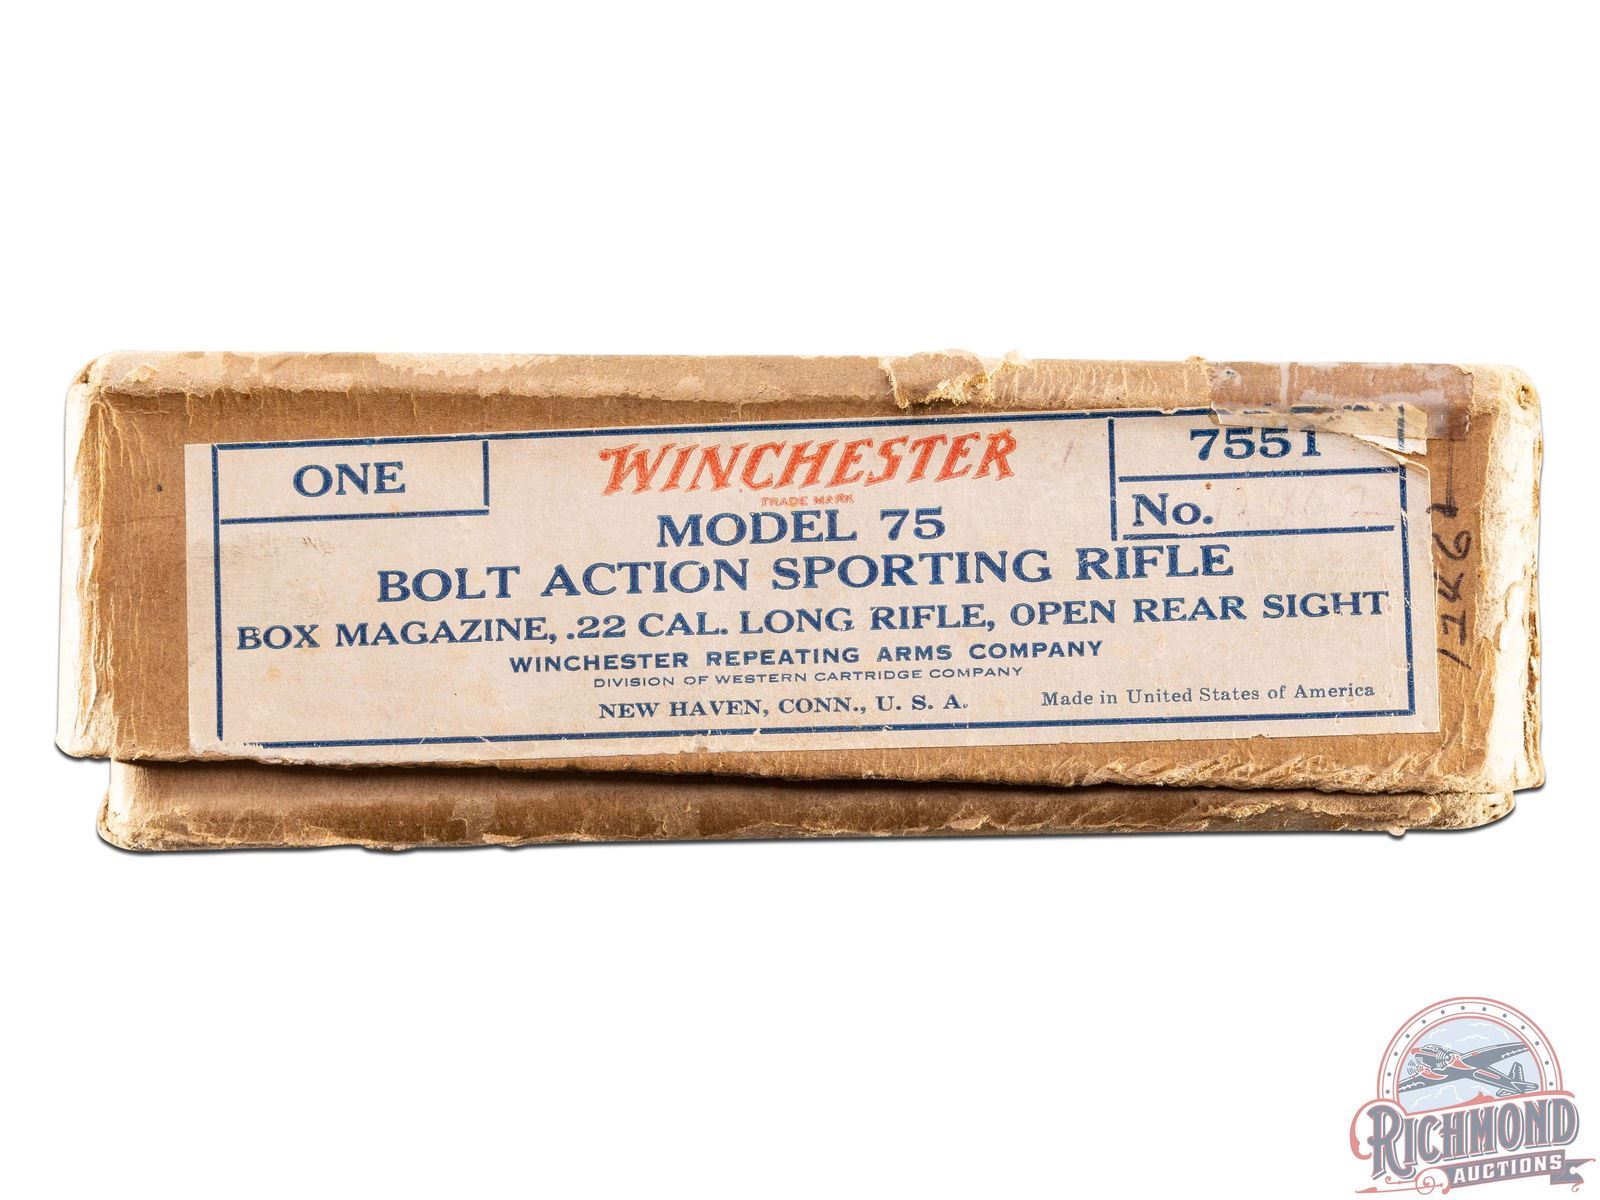 ONE
WINCHESTER
TRADE MARK
7551
No.
MODEL 75
BOLT ACTION SPORTING RIFLE
BOX MAGAZINE, .22 CAL. LONG RIFLE, OPEN REAR SIGHT
WINCHESTER REPEATING ARMS COMPANY
DIVISION OF WESTERN CARTRIDGE COMPANY
NEW HAVEN, CONN., U. S. A.
Made in United States of America
RICHMOND
AUCTIONS